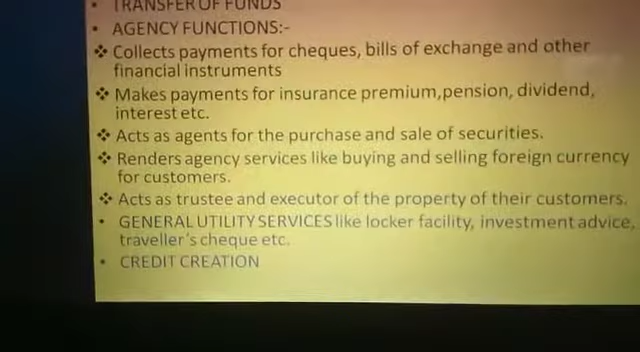 • TRANSFER OF FUNDS
• AGENCY FUNCTIONS:-
❖ Collects payments for cheques, bills of exchange and other
financial instruments
❖ Makes payments for insurance premium,pension, dividend,
interest etc.
❖ Acts as agents for the purchase and sale of securities.
❖ Renders agency services like buying and selling foreign currency
for customers.
❖ Acts as trustee and executor of the property of their customers.
• GENERAL UTILITY SERVICES like locker facility, investment advice,
traveller's cheque etc.
• CREDIT CREATION